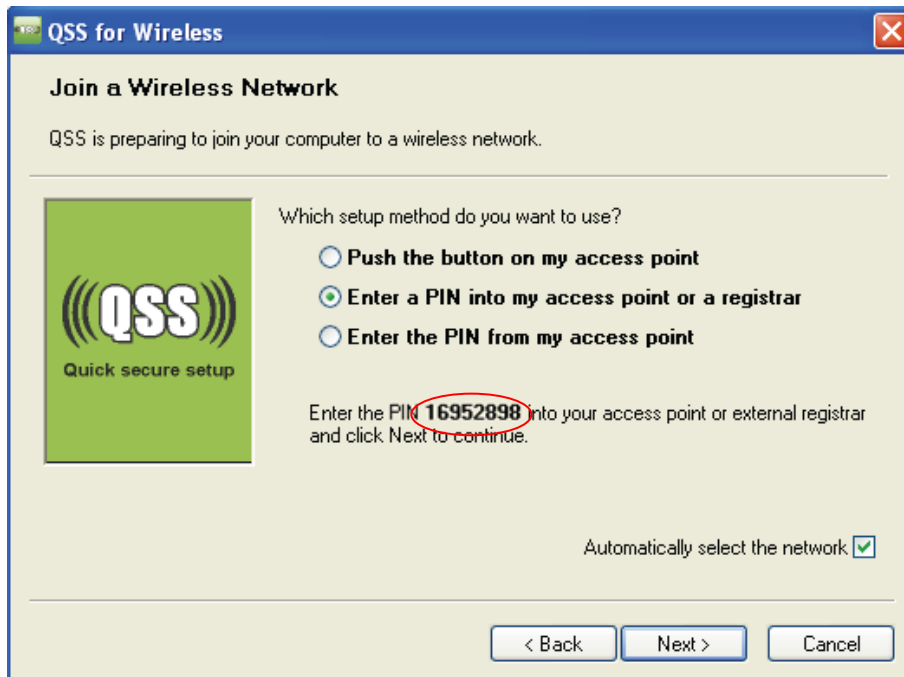 QSS for Wireless
Join a Wireless Network
QSS is preparing to join your computer to a wireless network.
Which setup method do you want to use?
Push the button on my access point
Enter a PIN into my access point or a registrar
Enter the PIN from my access point
(((QSS)))
Quick secure setup
Enter the PIN 16952898 into your access point or external registrar
and click Next to continue.
Automatically select the network
< Back
Next >
Cancel